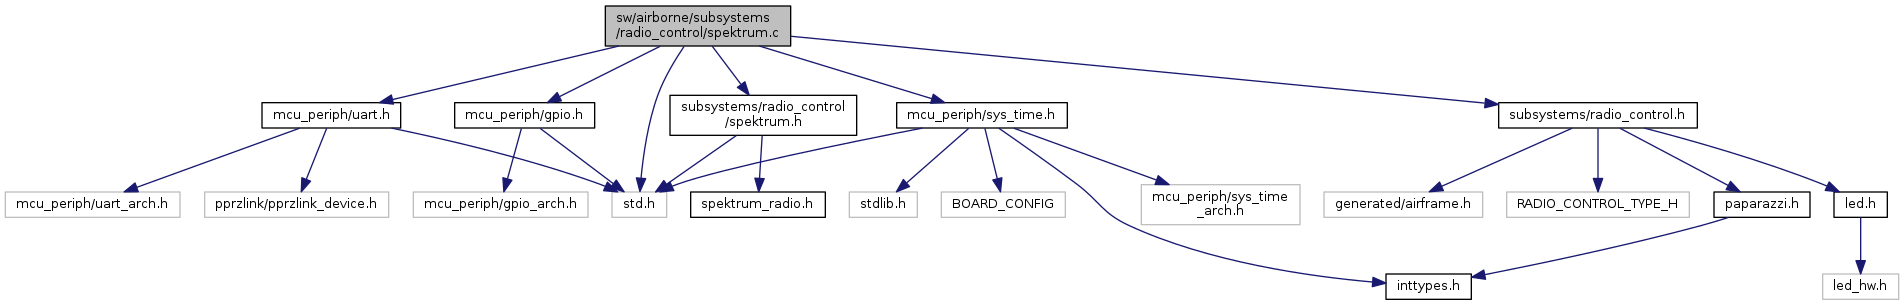 sw/airborne/subsystems
/radio_control/spektrum.c
mcu_periph/uart.h
mcu_periph/gpio.h
subsystems/radio_control
/spektrum.h
mcu_periph/sys_time.h
subsystems/radio_control.h
mcu_periph/uart_arch.h
pprzlink/pprzlink_device.h
mcu_periph/gpio_arch.h
std.h
spektrum_radio.h
stdlib.h
BOARD_CONFIG
mcu_periph/sys_time
_arch.h
generated/airframe.h
RADIO_CONTROL_TYPE_H
paparazzi.h
led.h
inttypes.h
led_hw.h